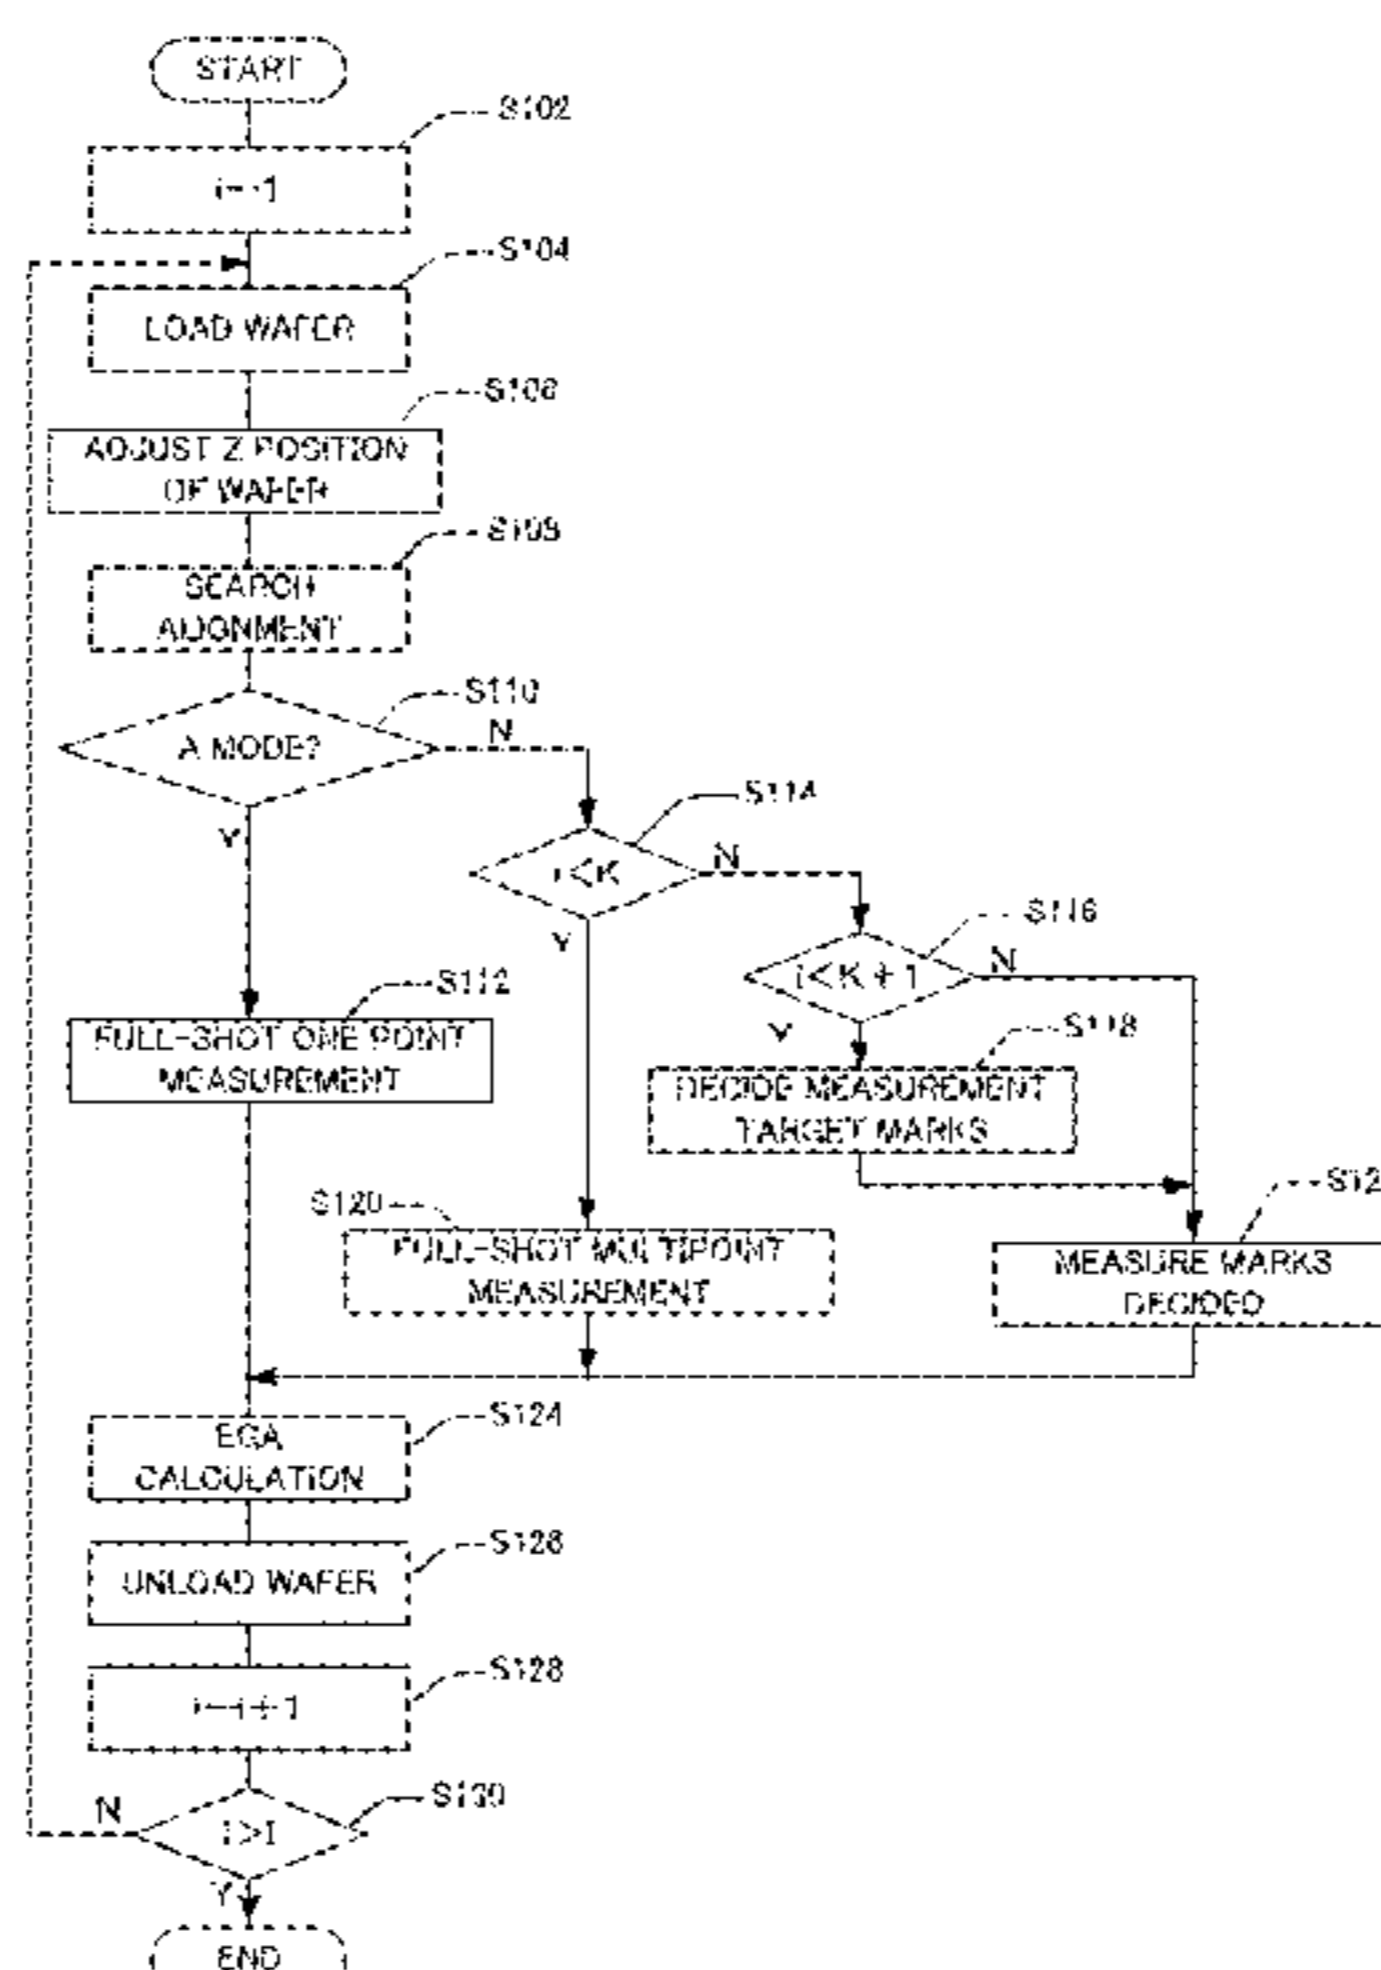 START
S102
i←1
S104
LOAD WAFER
S106
ADJUST Z POSITION
OF WAFER
S108
SEARCH
ALIGNMENT
S110
A MODE?
N
Y
S114
i<K
N
Y
S116
i<K+1
N
Y
S112
FULL-SHOT ONE POINT
MEASUREMENT
S118
DECIDE MEASUREMENT
TARGET MARKS
S120
FULL-SHOT MULTIPOINT
MEASUREMENT
S12
MEASURE MARKS
DECIDED
S124
EGA
CALCULATION
S126
UNLOAD WAFER
S128
i←i+1
S130
i>I
N
Y
END